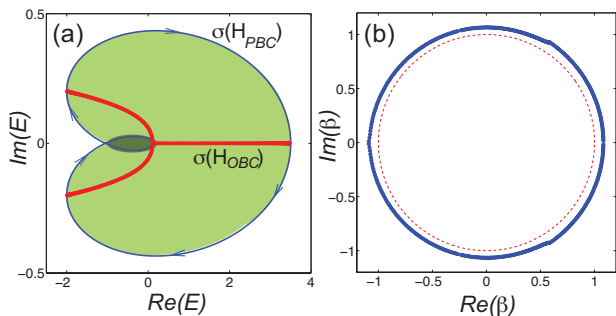 (a)
σ(H_PBC)
σ(H_OBC)
0.5
0
-0.5
Im(E)
-2
0
2
4
Re(E)
(b)
1
0.5
0
-0.5
-1
Im(β)
-1
-0.5
0
0.5
1
Re(β)